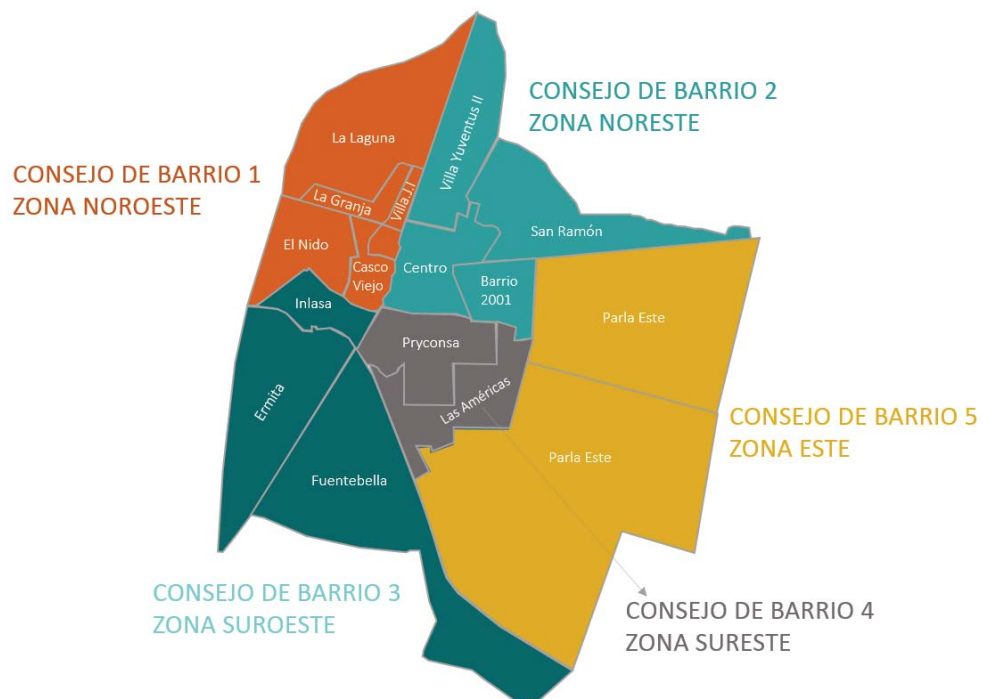 CONSEJO DE BARRIO 1
ZONA NOROESTE
CONSEJO DE BARRIO 2
ZONA NORESTE
La Laguna
La Granja
Villa J.I
Villa Yuventus II
San Ramón
El Nido
Casco
Viejo
Centro
Barrio
2001
Inlasa
Pryconsa
Parla Este
Ermita
Las Américas
Fuentebella
Parla Este
CONSEJO DE BARRIO 5
ZONA ESTE
CONSEJO DE BARRIO 3
ZONA SUROESTE
CONSEJO DE BARRIO 4
ZONA SURESTE